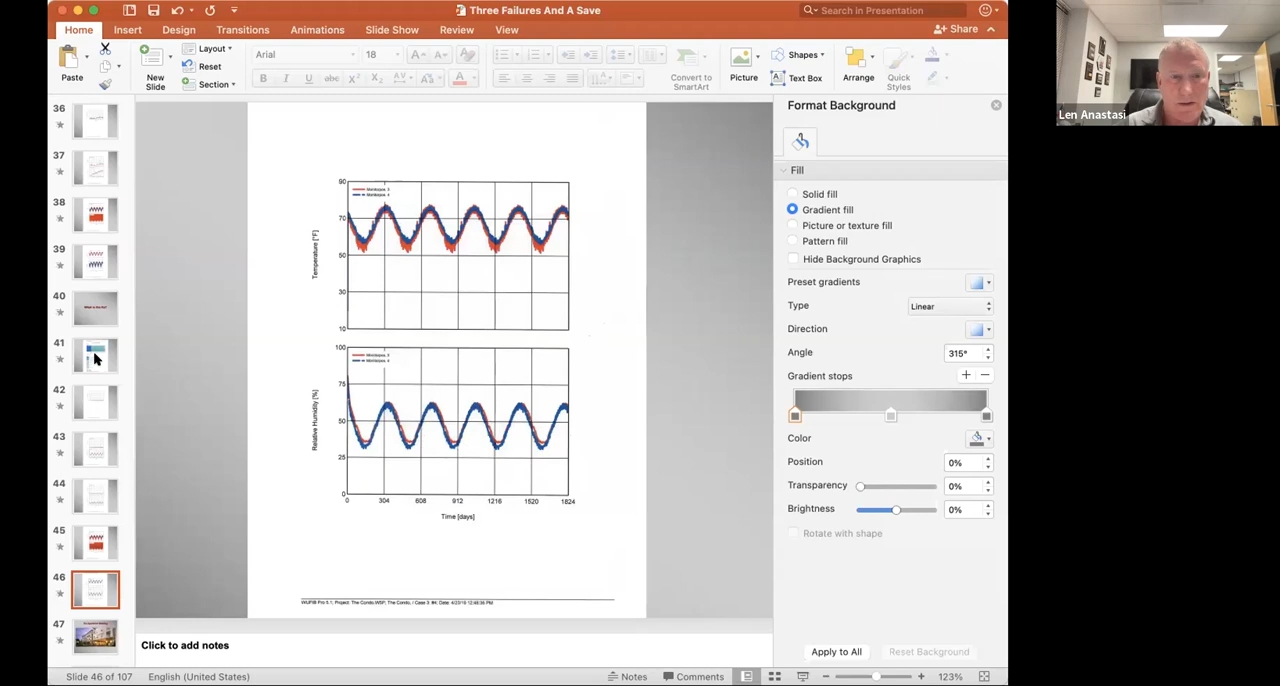 Three Failures And A Save
Search in Presentation
Home Insert Design Transitions Animations Slide Show Review View
Share
Paste
New Slide
Layout
Reset
Section
Arial 18
B I U abc X² X₂ AV Aa A
Convert to SmartArt
Picture
Shapes
Text Box
Arrange
Quick Styles
36
37
38
39
40
41
42
43
44
45
46
47
90
70
50
30
10
Temperature [°F]
100
75
50
25
0
Relative Humidity [%]
0 304 608 912 1216 1520 1824
Time [days]
Click to add notes
Format Background
Fill
Solid fill
Gradient fill
Picture or texture fill
Pattern fill
Hide Background Graphics
Preset gradients
Type Linear
Direction
Angle 315°
Gradient stops
Color
Position 0%
Transparency 0%
Brightness 0%
Rotate with shape
Apply to All Reset Background
Slide 46 of 107 English (United States) Notes Comments 123%
Len Anastasi